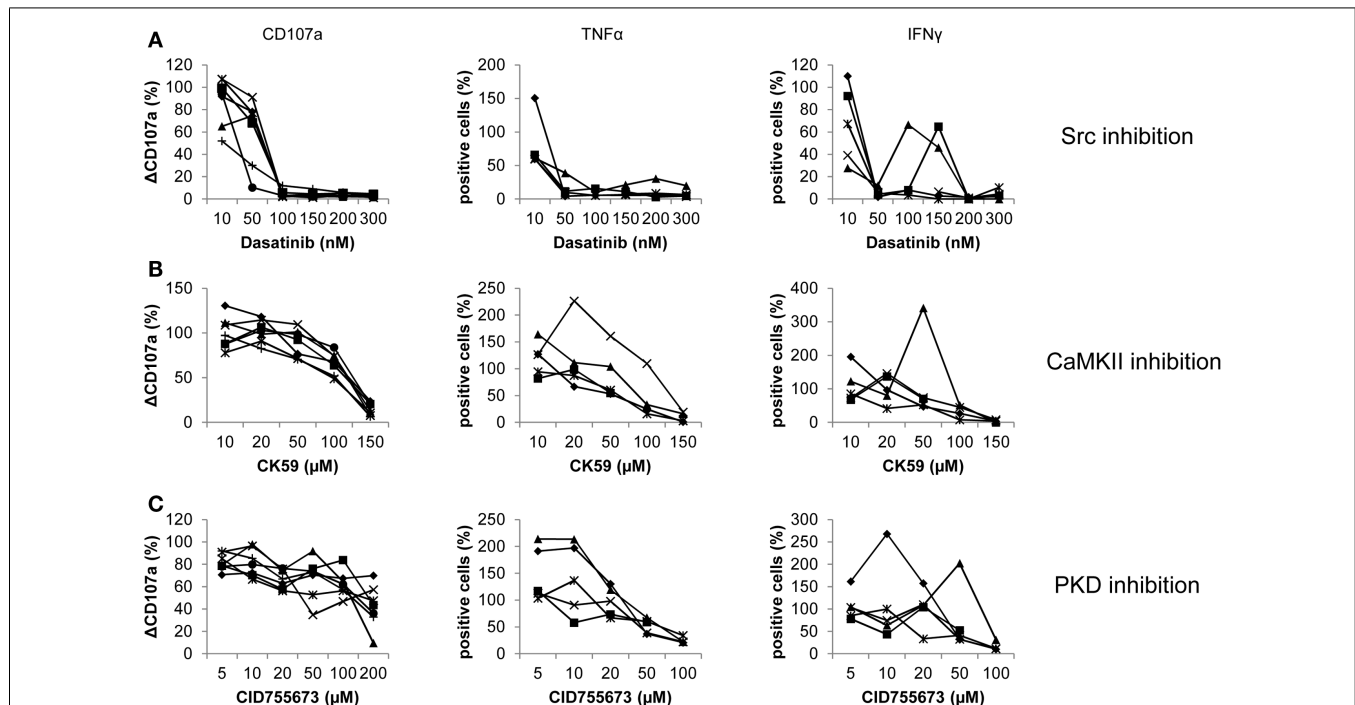 A
CD107a
TNFα
IFNγ
ΔCD107a (%)
120
100
80
60
40
20
0
10 50 100 150 200 300
Dasatinib (nM)
positive cells (%)
200
150
100
50
0
10 50 100 150 200 300
Dasatinib (nM)
positive cells (%)
120
100
80
60
40
20
0
10 50 100 150 200 300
Dasatinib (nM)
Src inhibition
B
ΔCD107a (%)
150
100
50
0
10 20 50 100 150
CK59 (µM)
positive cells (%)
250
200
150
100
50
0
10 20 50 100 150
CK59 (µM)
positive cells (%)
400
300
200
100
0
10 20 50 100 150
CK59 (µM)
CaMKII inhibition
C
ΔCD107a (%)
120
100
80
60
40
20
0
5 10 20 50 100 200
CID755673 (µM)
positive cells (%)
250
200
150
100
50
0
5 10 20 50 100
CID755673 (µM)
positive cells (%)
300
250
200
150
100
50
0
5 10 20 50 100
CID755673 (µM)
PKD inhibition